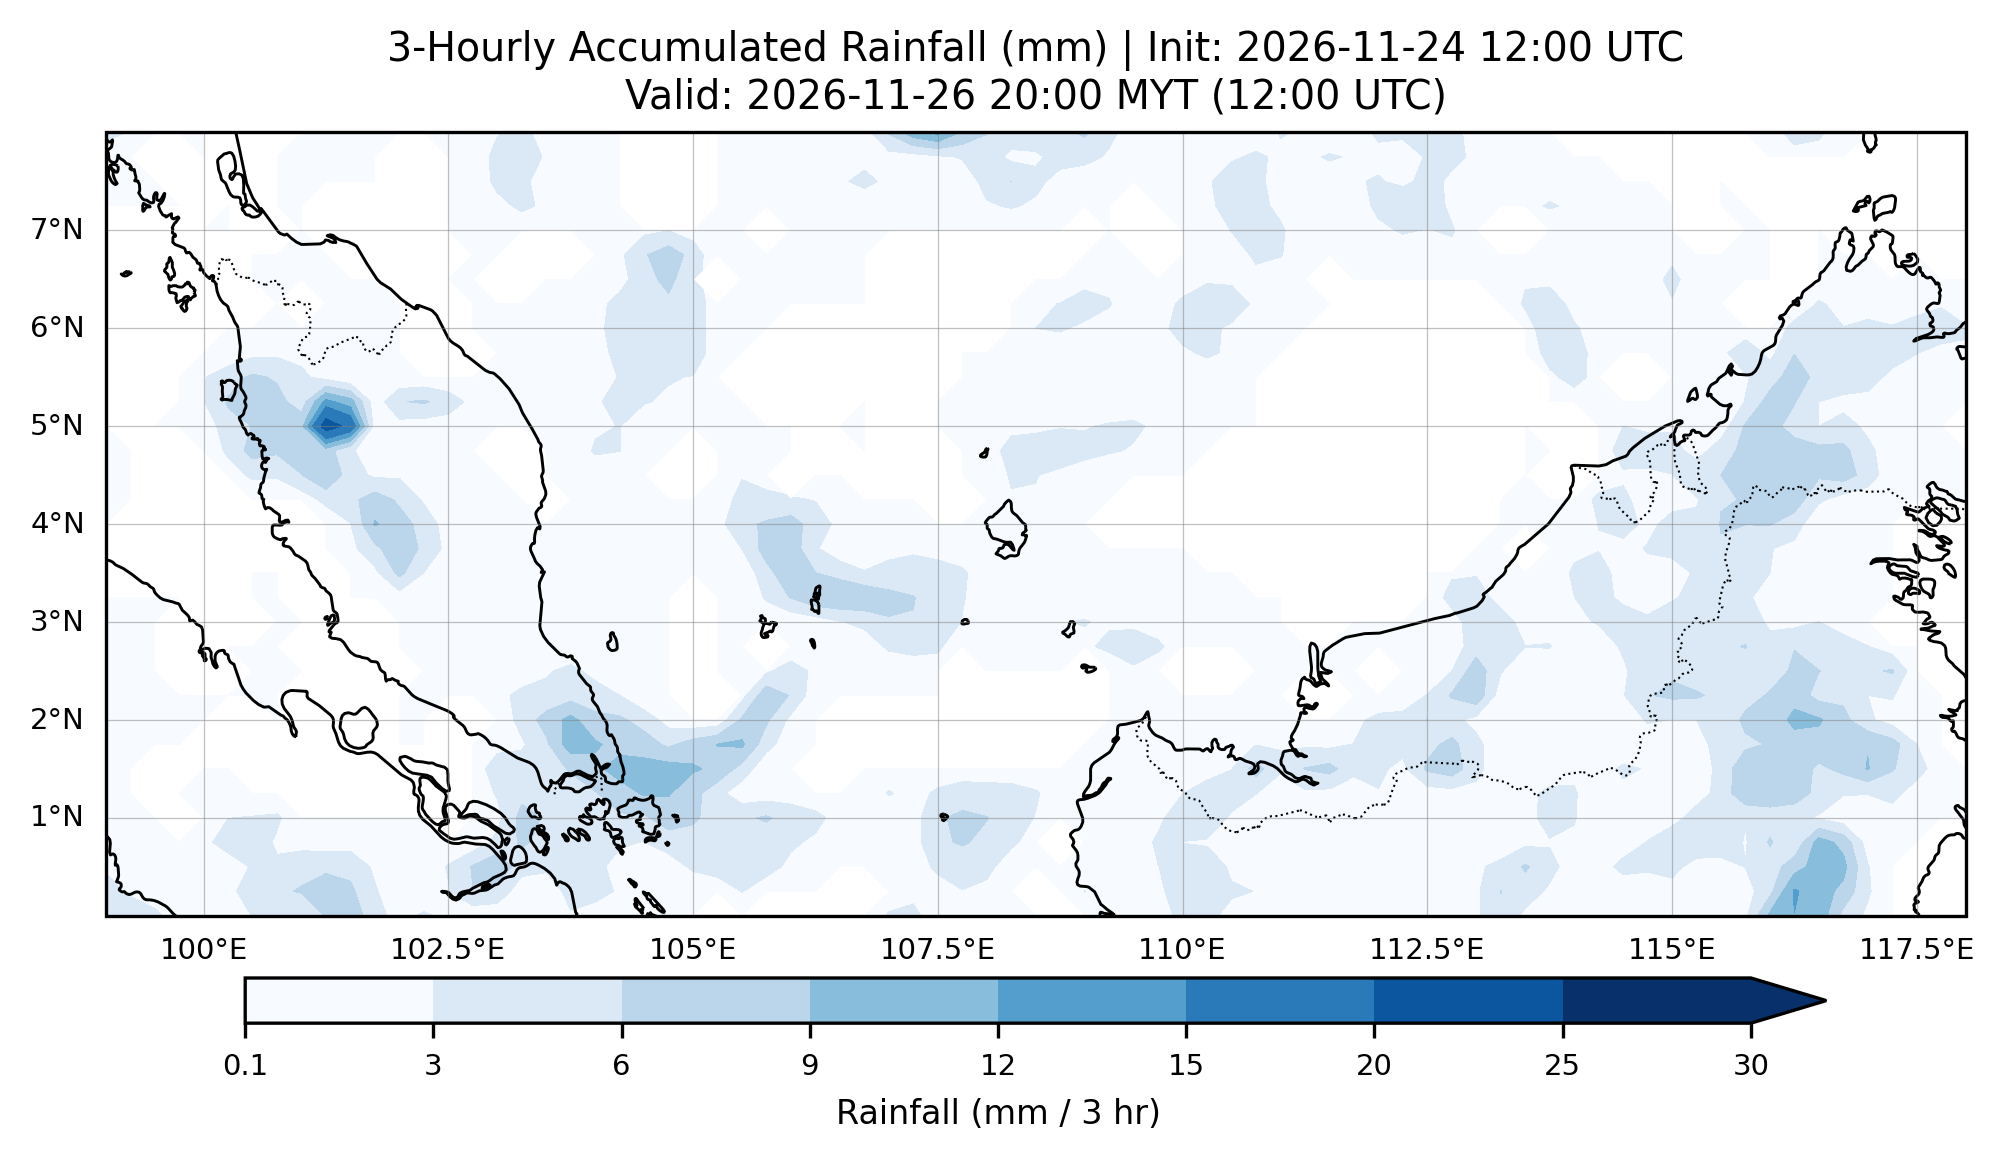 3-Hourly Accumulated Rainfall (mm) | Init: 2026-11-24 12:00 UTC
Valid: 2026-11-26 20:00 MYT (12:00 UTC)
7°N
6°N
5°N
4°N
3°N
2°N
1°N
100°E 102.5°E 105°E 107.5°E 110°E 112.5°E 115°E 117.5°E
0.1 3 6 9 12 15 20 25 30
Rainfall (mm / 3 hr)